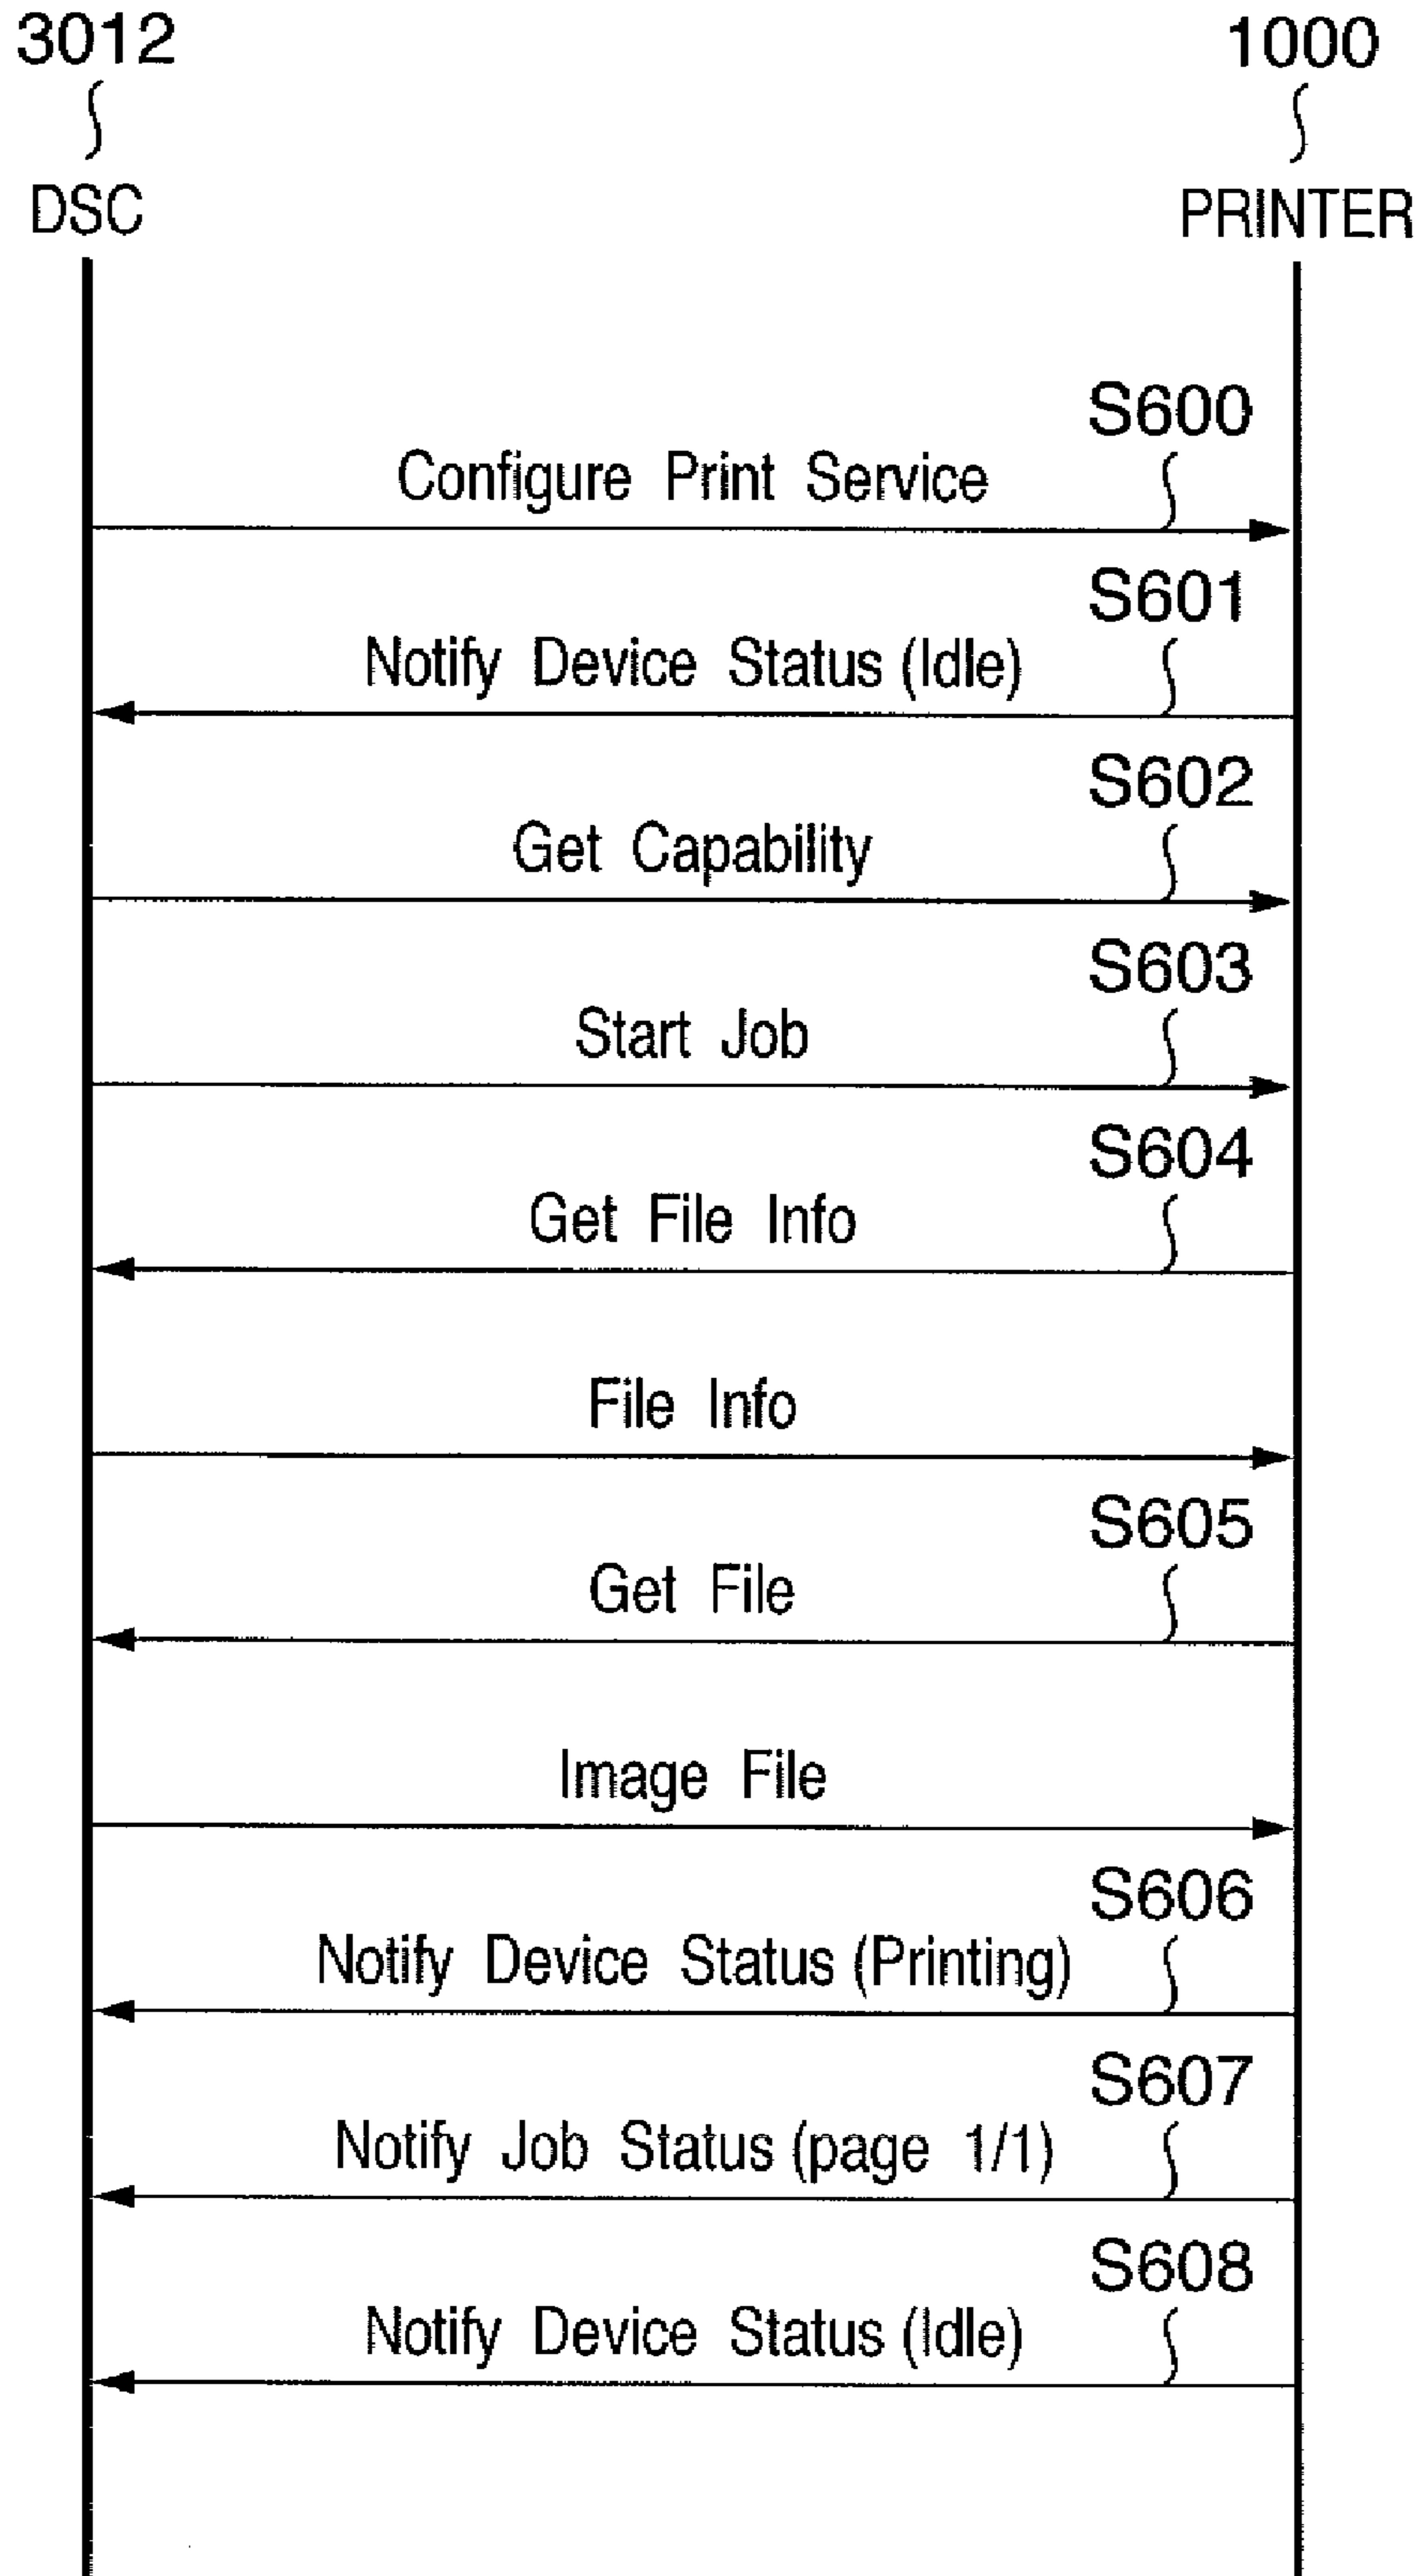 3012
1000
DSC
PRINTER
S600
Configure Print Service
S601
Notify Device Status (Idle)
S602
Get Capability
S603
Start Job
S604
Get File Info
File Info
S605
Get File
Image File
S606
Notify Device Status (Printing)
S607
Notify Job Status (page 1/1)
S608
Notify Device Status (Idle)